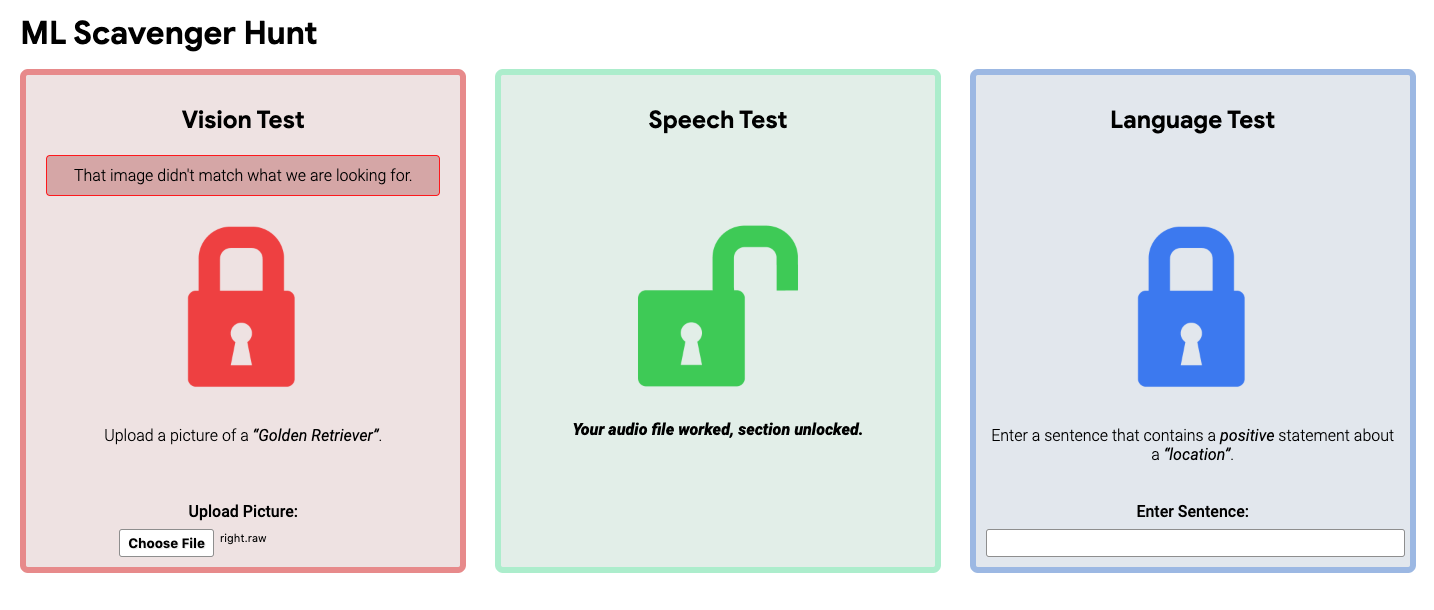 ML Scavenger Hunt
Vision Test
That image didn't match what we are looking for.
Upload a picture of a “Golden Retriever”.
Upload Picture:
Choose File right.raw
Speech Test
Your audio file worked, section unlocked.
Language Test
Enter a sentence that contains a positive statement about
a “location”.
Enter Sentence: